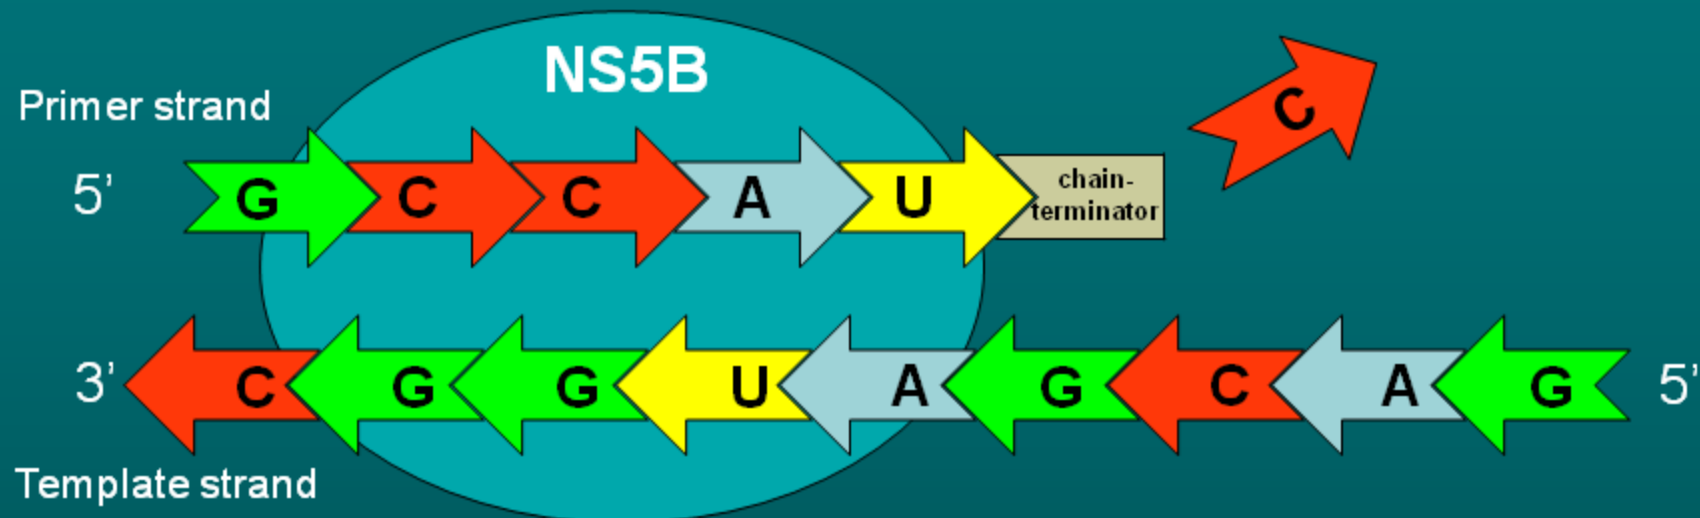 NS5B
Primer strand
C
5’ G C C A U chain-
terminator
3’ C G G U A G C A G 5’
Template strand